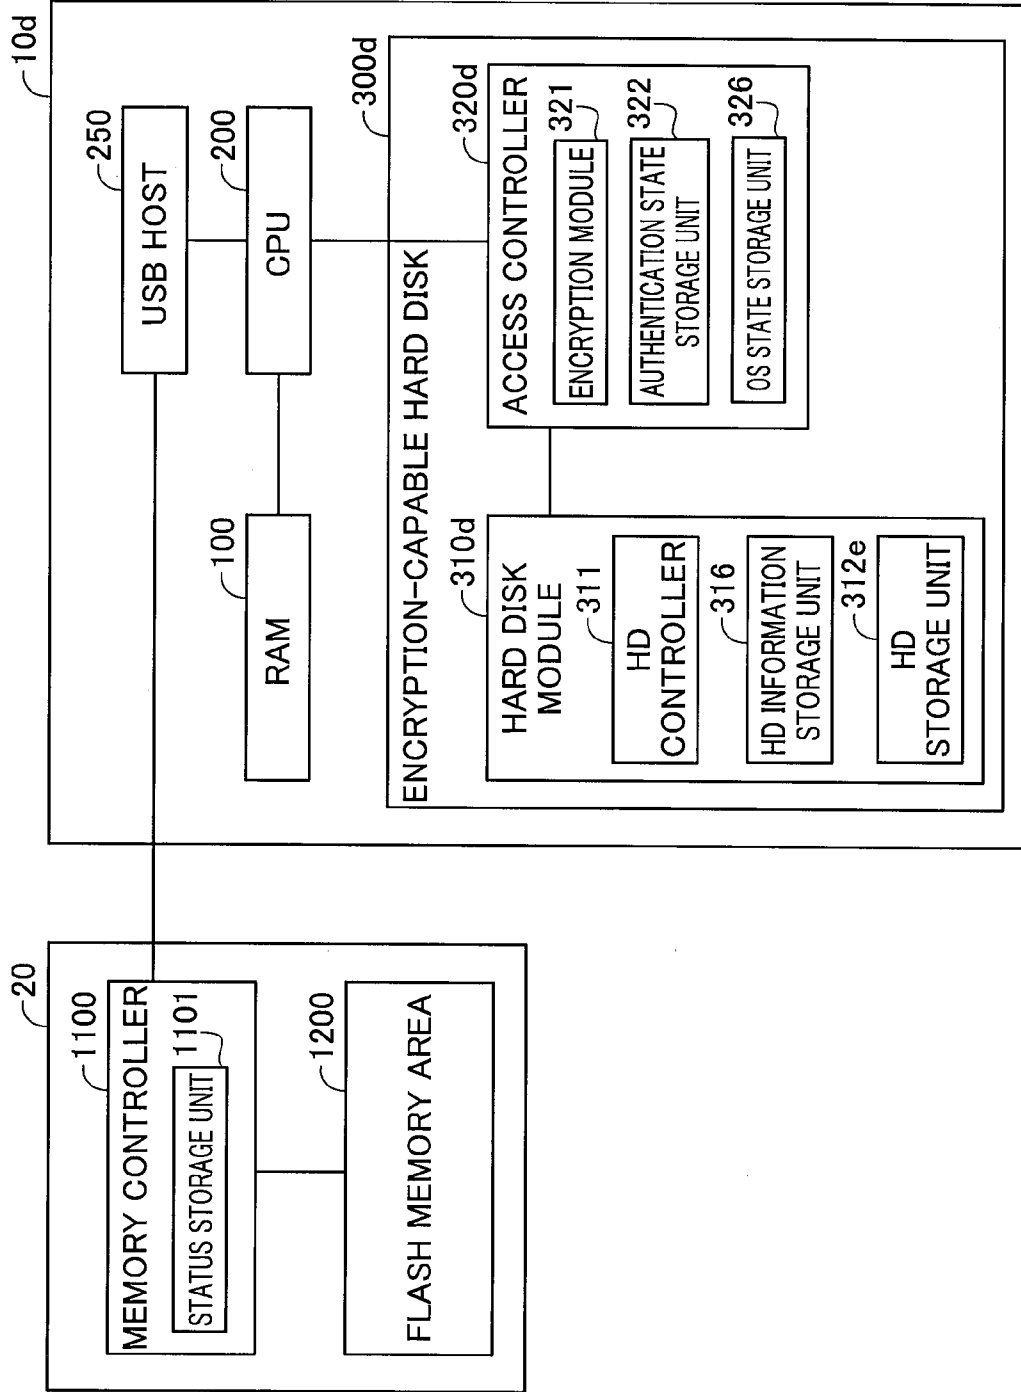 20
1100
MEMORY CONTROLLER
1101
STATUS STORAGE UNIT
1200
FLASH MEMORY AREA
10d
250
USB HOST
200
CPU
100
RAM
300d
ENCRYPTION-CAPABLE HARD DISK
310d
HARD DISK
MODULE
311
HD
CONTROLLER
316
HD INFORMATION
STORAGE UNIT
312e
HD
STORAGE UNIT
320d
ACCESS CONTROLLER
321
ENCRYPTION MODULE
322
AUTHENTICATION STATE
STORAGE UNIT
326
OS STATE STORAGE UNIT